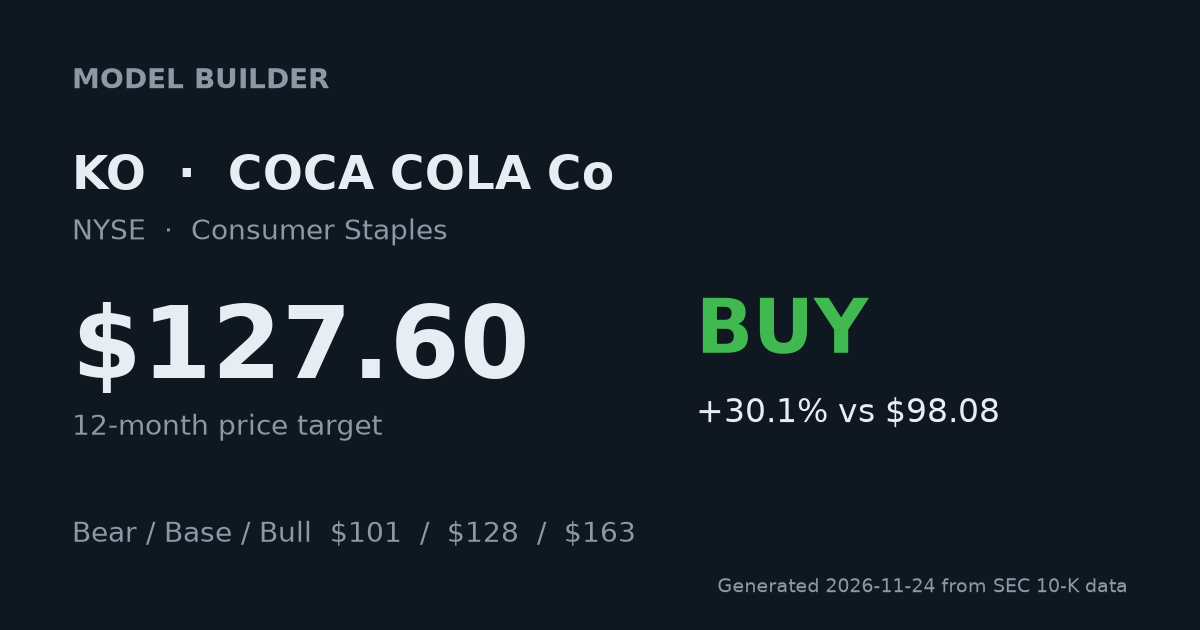 MODEL BUILDER
KO · COCA COLA Co
NYSE · Consumer Staples
$127.60
BUY
+30.1% vs $98.08
12-month price target
Bear / Base / Bull $101 / $128 / $163
Generated 2026-11-24 from SEC 10-K data